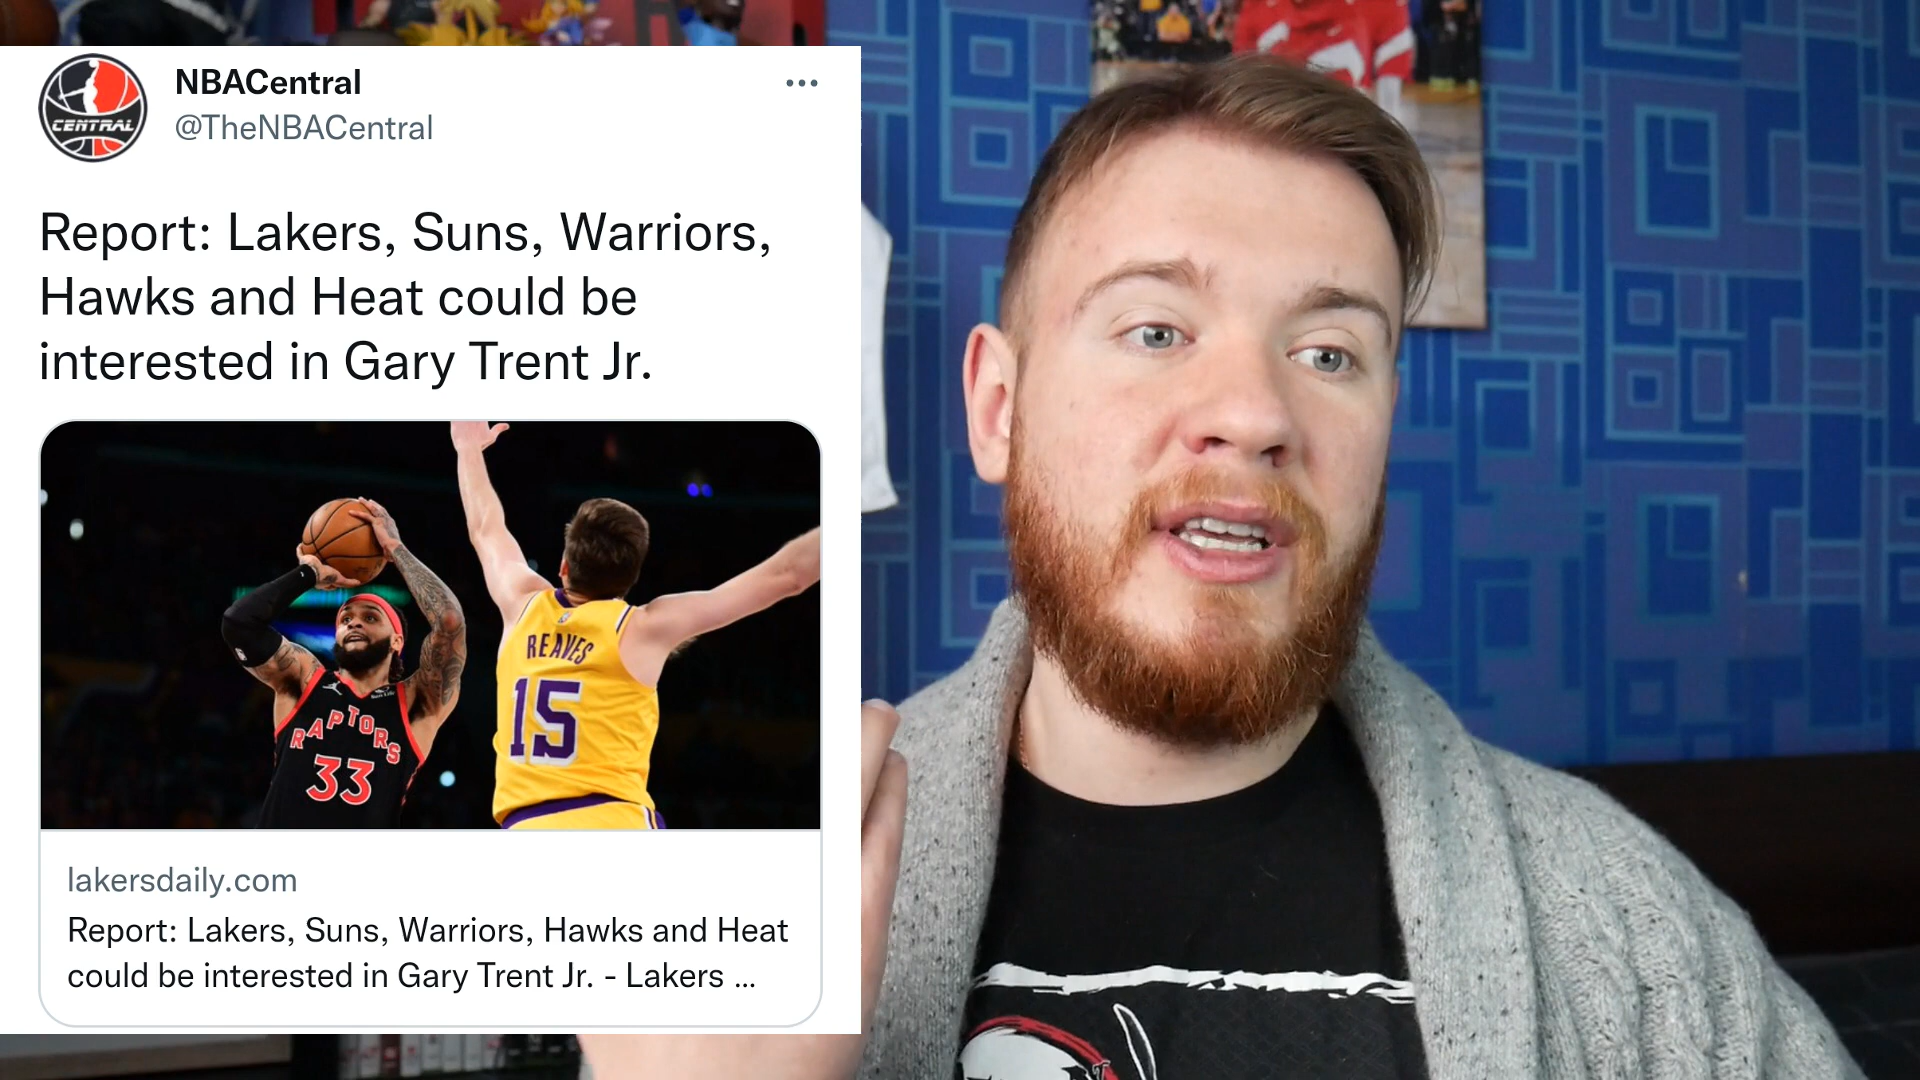 NBACentral
@TheNBACentral
CENTRAL
Report: Lakers, Suns, Warriors,
Hawks and Heat could be
interested in Gary Trent Jr.
REAVES
15
RAPTORS
33
lakersdaily.com
Report: Lakers, Suns, Warriors, Hawks and Heat
could be interested in Gary Trent Jr. - Lakers ...